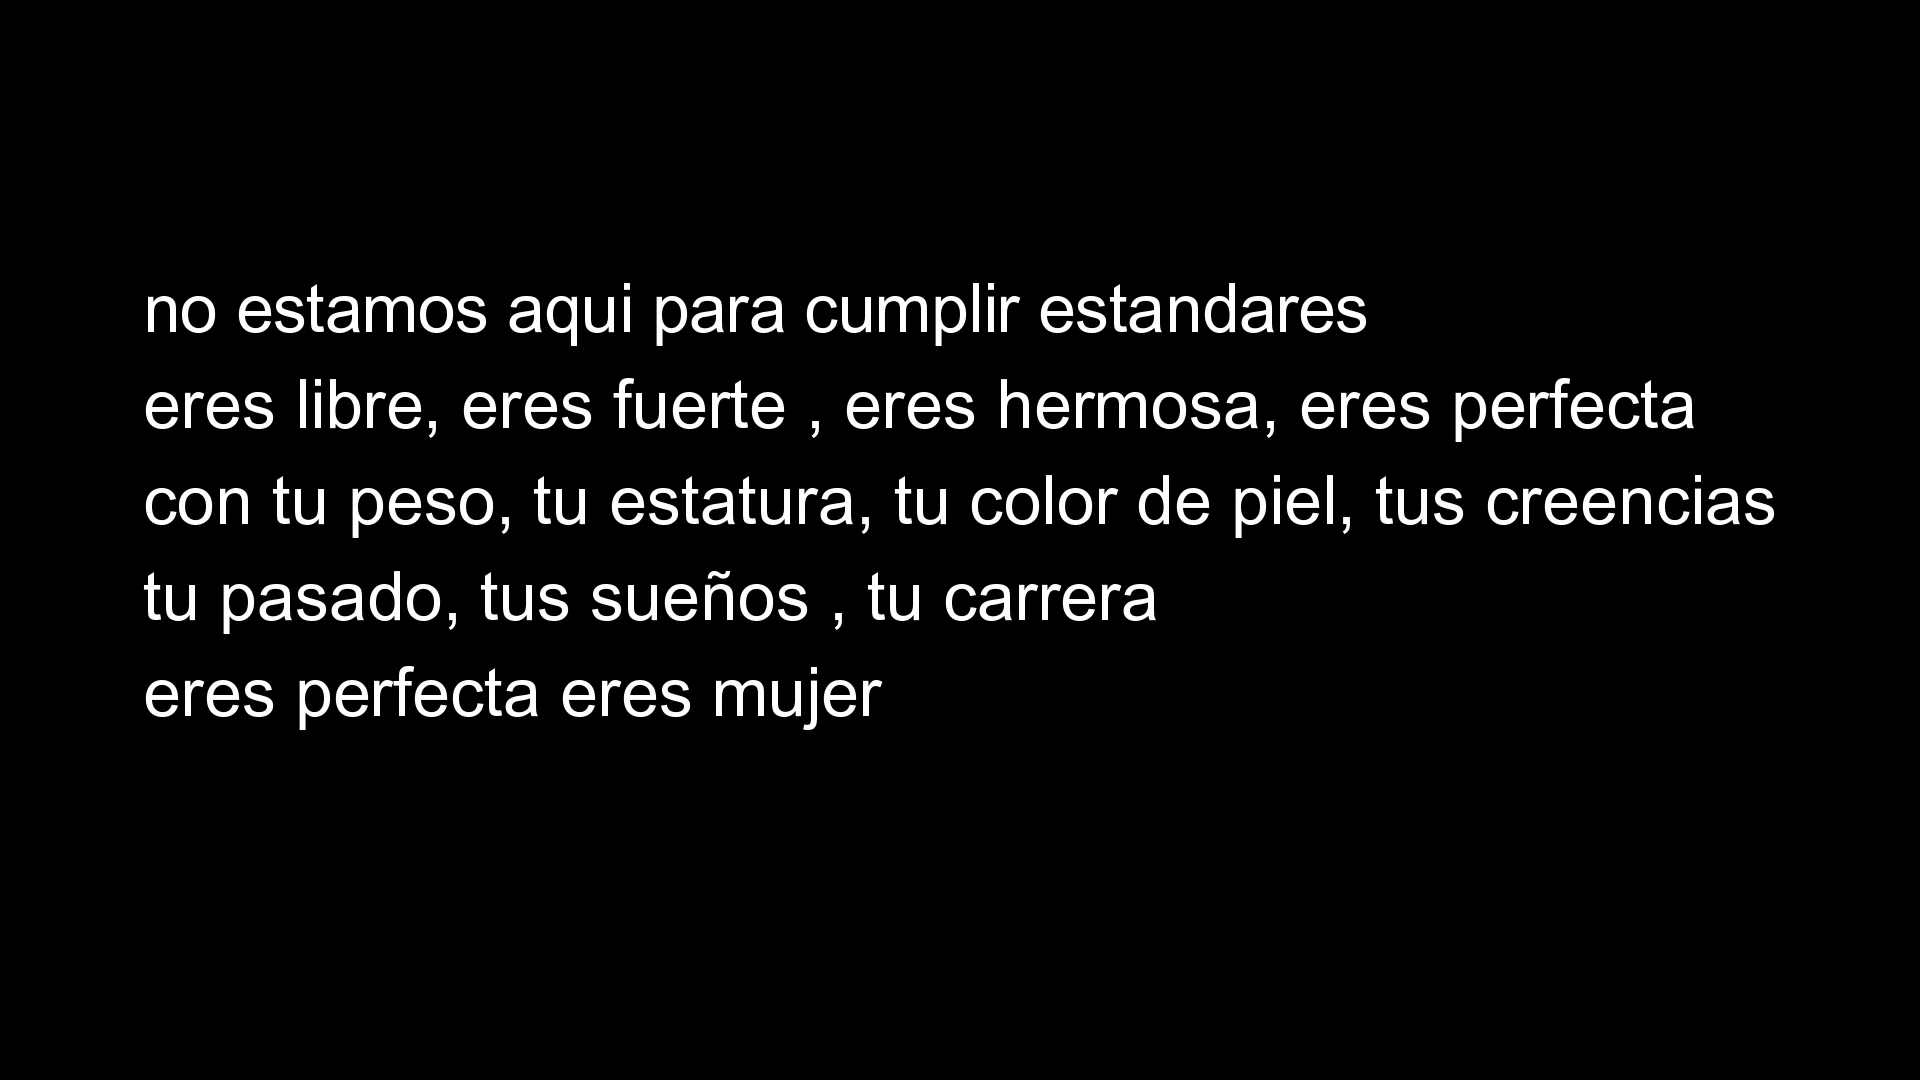 no estamos aqui para cumplir estandares
eres libre, eres fuerte , eres hermosa, eres perfecta
con tu peso, tu estatura, tu color de piel, tus creencias
tu pasado, tus sueños , tu carrera
eres perfecta eres mujer